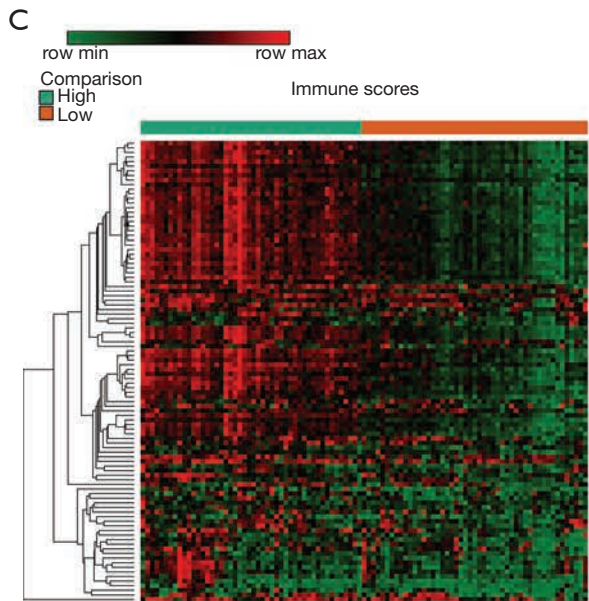 C
row min row max
Comparison
High
Low
Immune scores